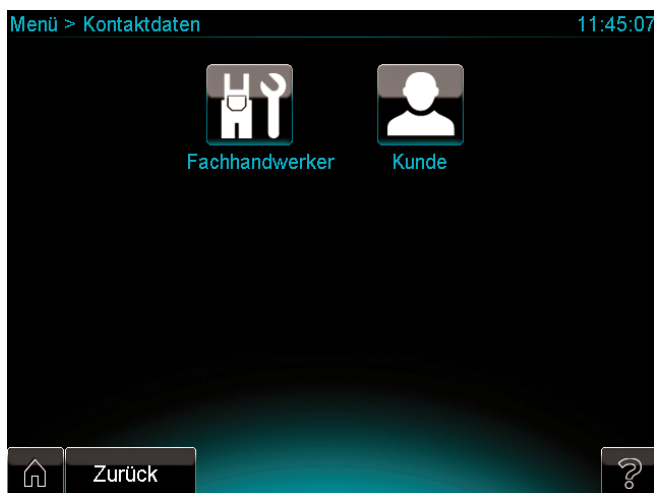 Menü > Kontaktdaten 11:45:07
Fachhandwerker Kunde
Zurück ?